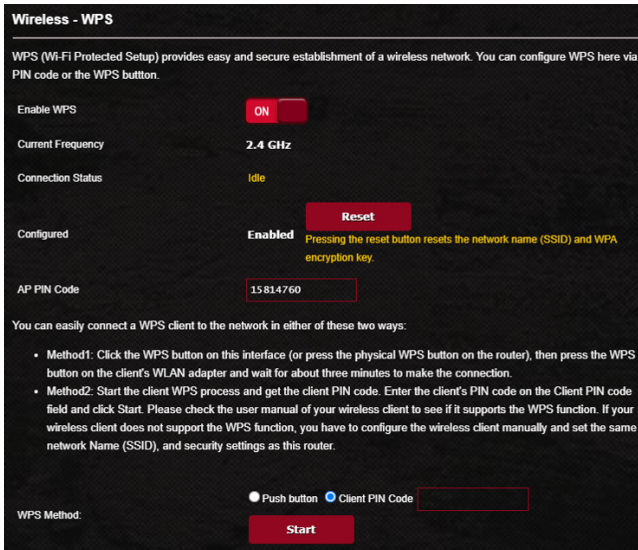 Wireless - WPS
WPS (Wi-Fi Protected Setup) provides easy and secure establishment of a wireless network. You can configure WPS here via
PIN code or the WPS buttton.
Enable WPS
ON
Current Frequency
2.4 GHz
Connection Status
Idle
Configured
Enabled
Reset
Pressing the reset button resets the network name (SSID) and WPA
encryption key.
AP PIN Code
15814760
You can easily connect a WPS client to the network in either of these two ways:
• Method1: Click the WPS button on this interface (or press the physical WPS button on the router), then press the WPS
button on the client's WLAN adapter and wait for about three minutes to make the connection.
• Method2: Start the client WPS process and get the client PIN code. Enter the client's PIN code on the Client PIN code
field and click Start. Please check the user manual of your wireless client to see if it supports the WPS function. If your
wireless client does not support the WPS function, you have to configure the wireless client manually and set the same
network Name (SSID), and security settings as this router.
WPS Method:
Push button
Client PIN Code
Start